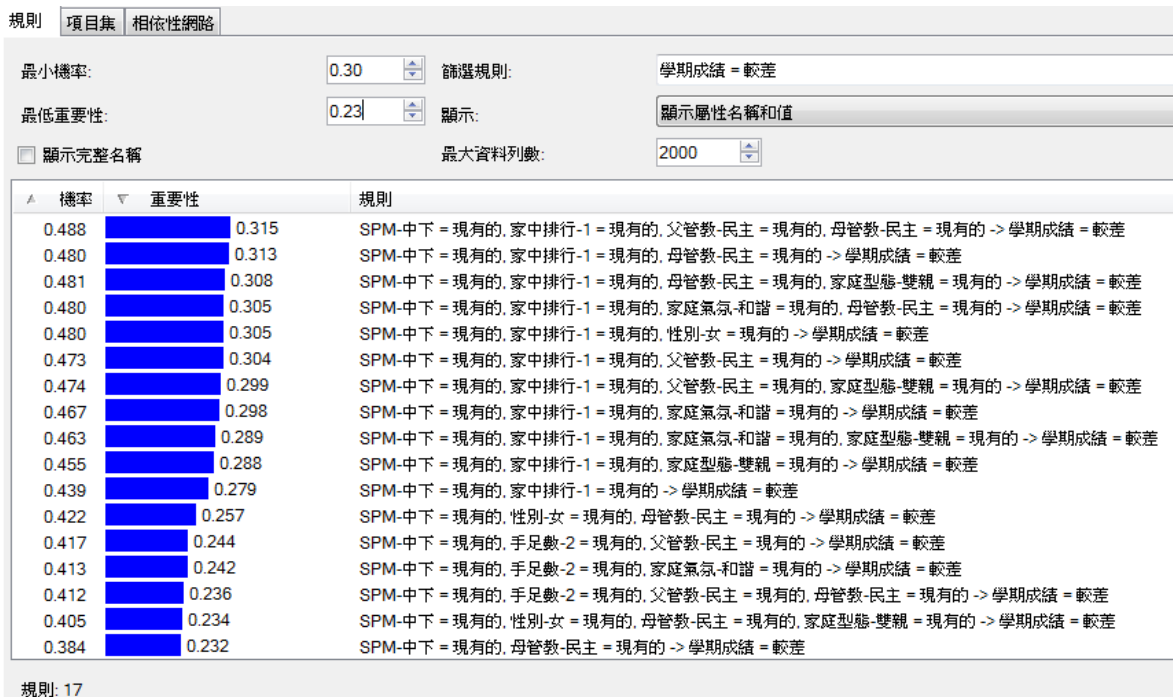 規則 項目集 相依性網路
最小機率: 0.30 篩選規則: 學期成績 = 較差
最低重要性: 0.23 顯示: 顯示屬性名稱和值
顯示完整名稱 最大資料列數: 2000
機率 重要性 規則
0.488 0.315 SPM-中下 = 現有的, 家中排行-1 = 現有的, 父管教-民主 = 現有的, 母管教-民主 = 現有的 -> 學期成績 = 較差
0.480 0.313 SPM-中下 = 現有的, 家中排行-1 = 現有的, 母管教-民主 = 現有的 -> 學期成績 = 較差
0.481 0.308 SPM-中下 = 現有的, 家中排行-1 = 現有的, 母管教-民主 = 現有的, 家庭型態-雙親 = 現有的 -> 學期成績 = 較差
0.480 0.305 SPM-中下 = 現有的, 家中排行-1 = 現有的, 家庭氣氛-和諧 = 現有的, 母管教-民主 = 現有的 -> 學期成績 = 較差
0.480 0.305 SPM-中下 = 現有的, 家中排行-1 = 現有的, 性別-女 = 現有的 -> 學期成績 = 較差
0.473 0.304 SPM-中下 = 現有的, 家中排行-1 = 現有的, 父管教-民主 = 現有的 -> 學期成績 = 較差
0.474 0.299 SPM-中下 = 現有的, 家中排行-1 = 現有的, 父管教-民主 = 現有的, 家庭型態-雙親 = 現有的 -> 學期成績 = 較差
0.467 0.298 SPM-中下 = 現有的, 家中排行-1 = 現有的, 家庭氣氛-和諧 = 現有的 -> 學期成績 = 較差
0.463 0.289 SPM-中下 = 現有的, 家中排行-1 = 現有的, 家庭氣氛-和諧 = 現有的, 家庭型態-雙親 = 現有的 -> 學期成績 = 較差
0.455 0.288 SPM-中下 = 現有的, 家中排行-1 = 現有的, 家庭型態-雙親 = 現有的 -> 學期成績 = 較差
0.439 0.279 SPM-中下 = 現有的, 家中排行-1 = 現有的 -> 學期成績 = 較差
0.422 0.257 SPM-中下 = 現有的, 性別-女 = 現有的, 母管教-民主 = 現有的 -> 學期成績 = 較差
0.417 0.244 SPM-中下 = 現有的, 手足數-2 = 現有的, 父管教-民主 = 現有的 -> 學期成績 = 較差
0.413 0.242 SPM-中下 = 現有的, 手足數-2 = 現有的, 家庭氣氛-和諧 = 現有的 -> 學期成績 = 較差
0.412 0.236 SPM-中下 = 現有的, 手足數-2 = 現有的, 父管教-民主 = 現有的, 母管教-民主 = 現有的 -> 學期成績 = 較差
0.405 0.234 SPM-中下 = 現有的, 性別-女 = 現有的, 母管教-民主 = 現有的, 家庭型態-雙親 = 現有的 -> 學期成績 = 較差
0.384 0.232 SPM-中下 = 現有的, 母管教-民主 = 現有的 -> 學期成績 = 較差
規則: 17